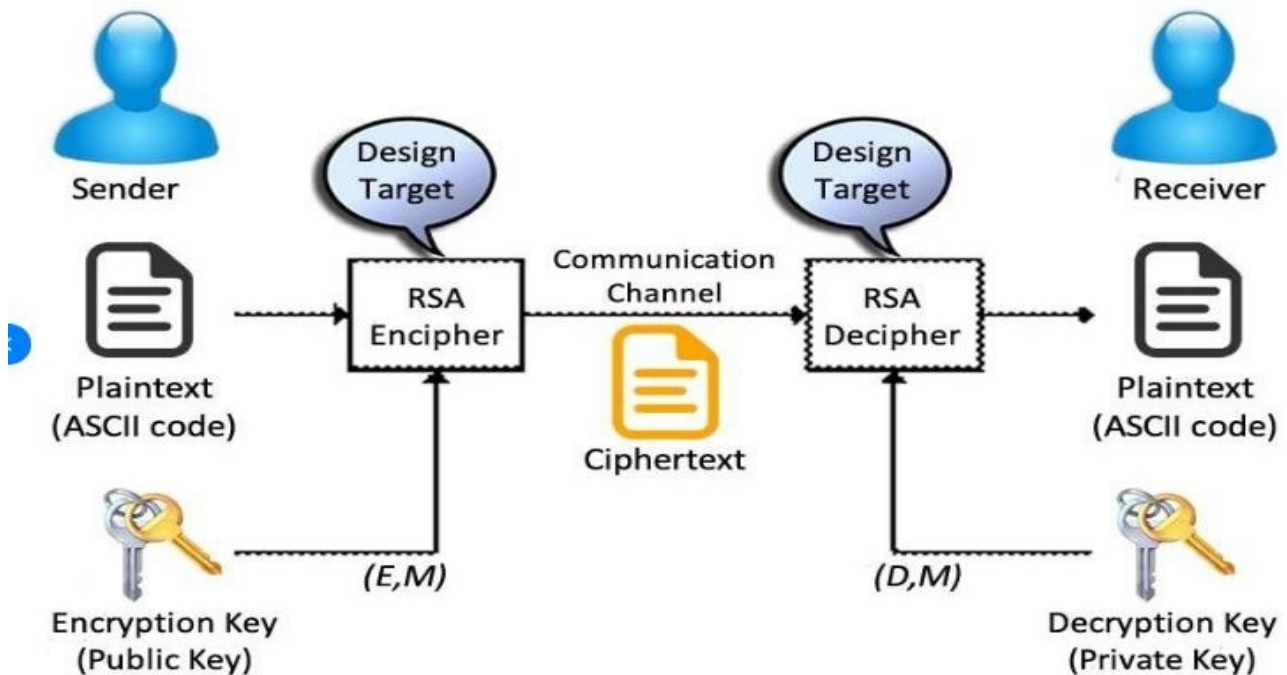 Sender
Design
Target
Design
Target
Receiver
Plaintext
(ASCII code)
RSA
Encipher
Communication
Channel
Ciphertext
RSA
Decipher
Plaintext
(ASCII code)
Encryption Key
(Public Key)
(E,M)
(D,M)
Decryption Key
(Private Key)